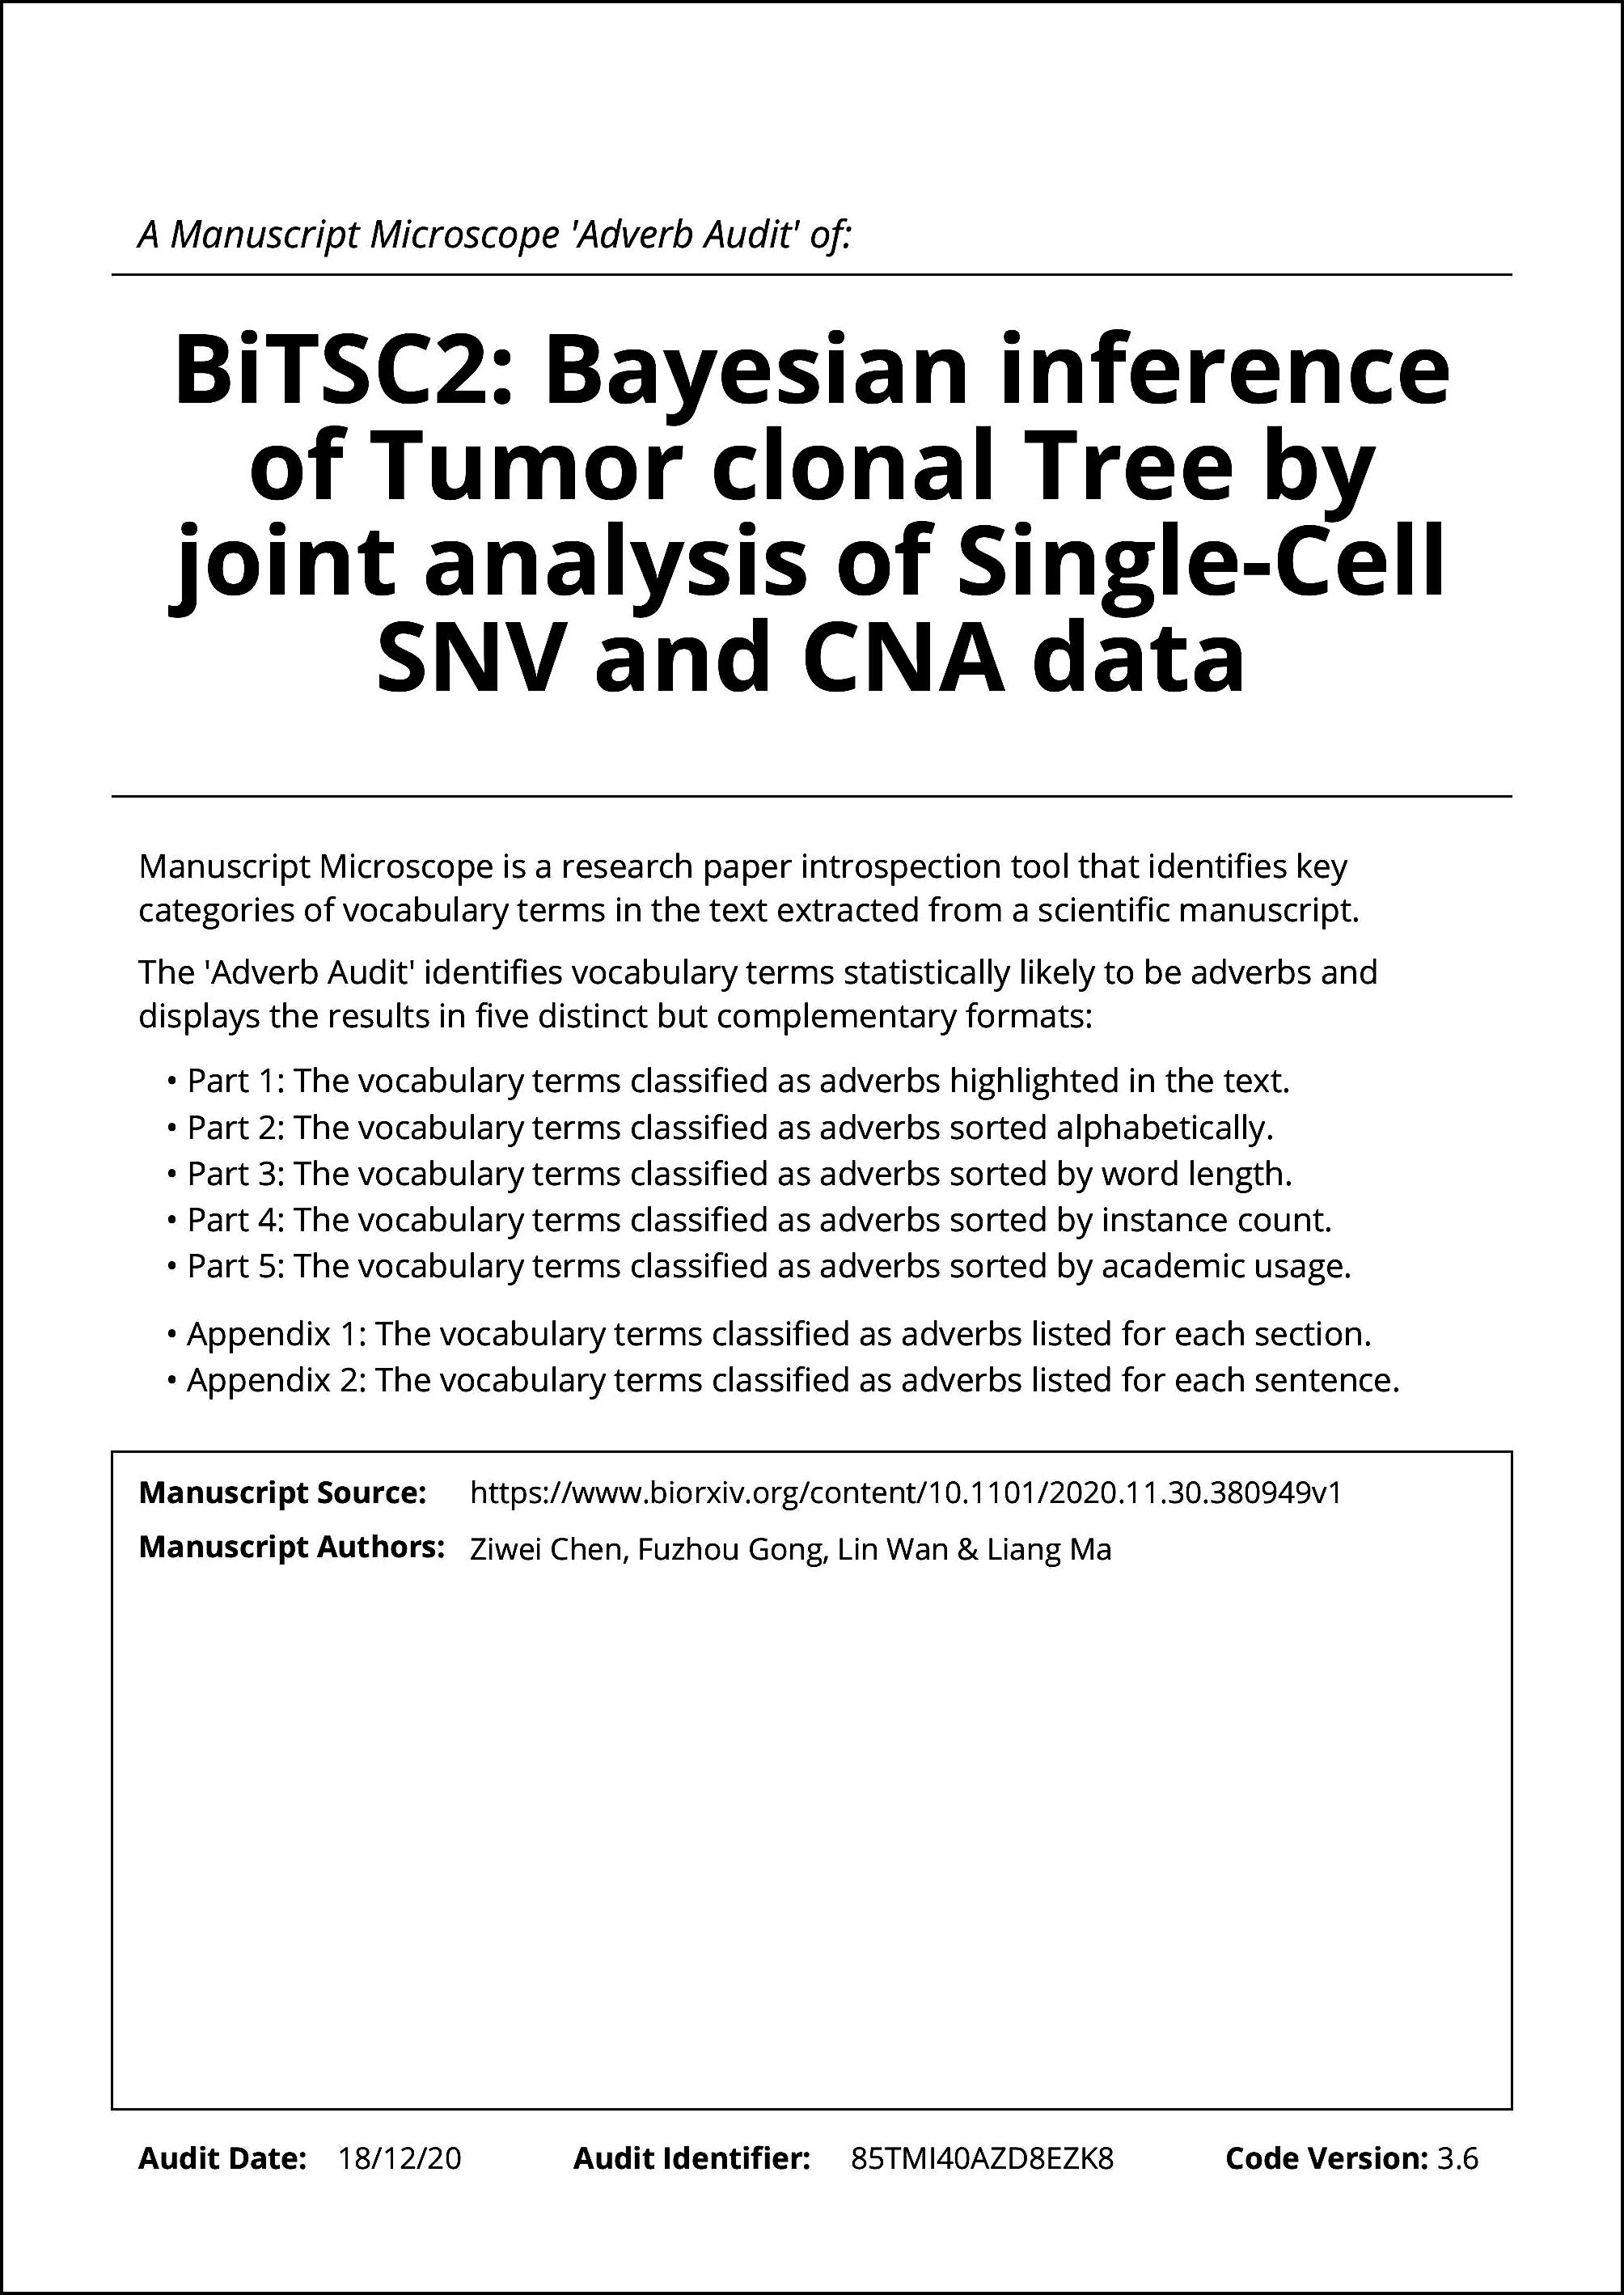 A Manuscript Microscope 'Adverb Audit' of:
BiTSC2: Bayesian inference
of Tumor clonal Tree by
joint analysis of Single-Cell
SNV and CNA data
Manuscript Microscope is a research paper introspection tool that identifies key
categories of vocabulary terms in the text extracted from a scientific manuscript.
The 'Adverb Audit' identifies vocabulary terms statistically likely to be adverbs and
displays the results in five distinct but complementary formats:
• Part 1: The vocabulary terms classified as adverbs highlighted in the text.
• Part 2: The vocabulary terms classified as adverbs sorted alphabetically.
• Part 3: The vocabulary terms classified as adverbs sorted by word length.
• Part 4: The vocabulary terms classified as adverbs sorted by instance count.
• Part 5: The vocabulary terms classified as adverbs sorted by academic usage.
• Appendix 1: The vocabulary terms classified as adverbs listed for each section.
• Appendix 2: The vocabulary terms classified as adverbs listed for each sentence.
Manuscript Source: https://www.biorxiv.org/content/10.1101/2020.11.30.380949v1
Manuscript Authors: Ziwei Chen, Fuzhou Gong, Lin Wan & Liang Ma
Audit Date: 18/12/20 Audit Identifier: 85TMI40AZD8EZK8 Code Version: 3.6